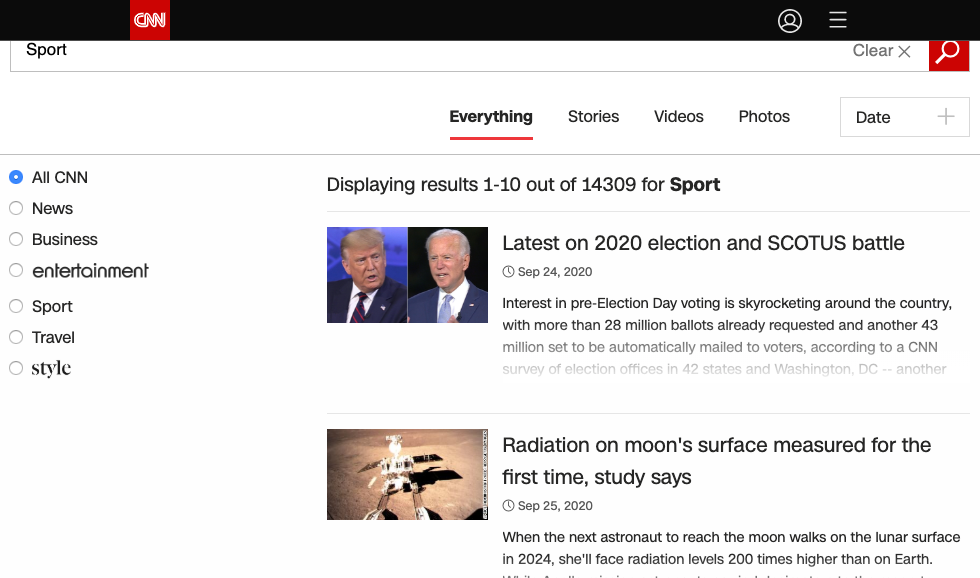 CNN
Sport
Clear
Everything
Stories
Videos
Photos
Date
All CNN
News
Business
entertainment
Sport
Travel
style
Displaying results 1-10 out of 14309 for Sport
Latest on 2020 election and SCOTUS battle
Sep 24, 2020
Interest in pre-Election Day voting is skyrocketing around the country,
with more than 28 million ballots already requested and another 43
million set to be automatically mailed to voters, according to a CNN
survey of election offices in 42 states and Washington, DC -- another
Radiation on moon's surface measured for the
first time, study says
Sep 25, 2020
When the next astronaut to reach the moon walks on the lunar surface
in 2024, she'll face radiation levels 200 times higher than on Earth.